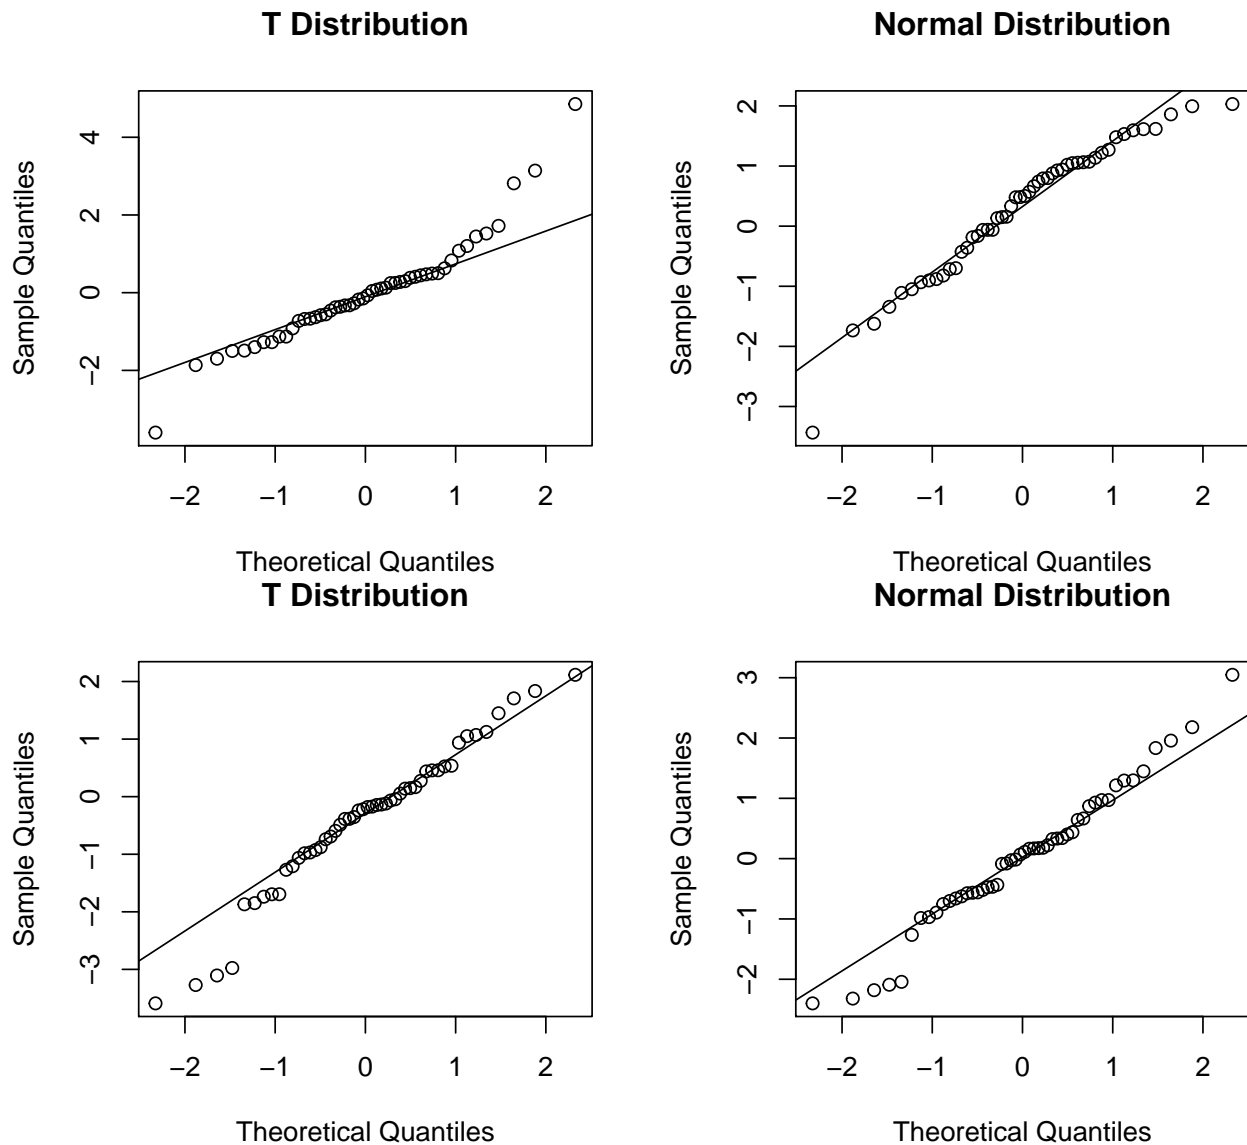 T Distribution
Sample Quantiles
4
2
0
−2
−2 −1 0 1 2
Theoretical Quantiles
Normal Distribution
Sample Quantiles
2
1
0
−1
−2
−3
−2 −1 0 1 2
Theoretical Quantiles
T Distribution
Sample Quantiles
2
1
0
−1
−2
−3
−2 −1 0 1 2
Theoretical Quantiles
Normal Distribution
Sample Quantiles
3
2
1
0
−1
−2
−2 −1 0 1 2
Theoretical Quantiles